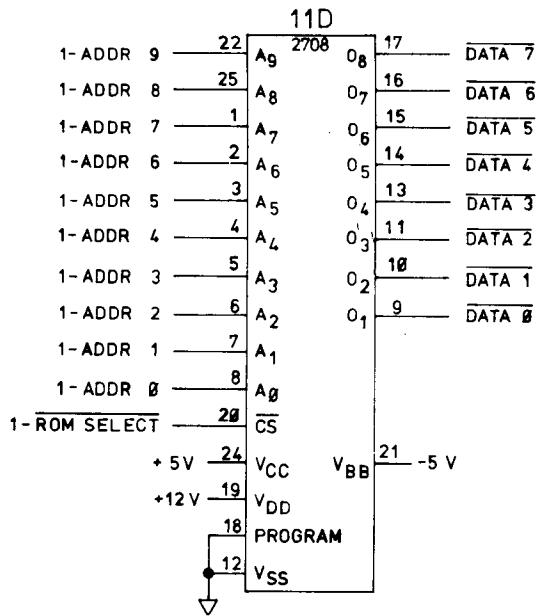 11D
2708
1-ADDR 9 22 A9 O8 17 DATA 7
1-ADDR 8 25 A8 O7 16 DATA 6
1-ADDR 7 1 A7 O6 15 DATA 5
1-ADDR 6 2 A6 O5 14 DATA 4
1-ADDR 5 3 A5 O4 13 DATA 3
1-ADDR 4 4 A4 O3 11 DATA 2
1-ADDR 3 5 A3 O2 10 DATA 1
1-ADDR 2 6 A2 O1 9 DATA 0
1-ADDR 1 7 A1
1-ADDR 0 8 A0
1-ROM SELECT 20 CS
+5V 24 VCC VBB 21 -5 V
+12V 19 VDD
18 PROGRAM
12 VSS